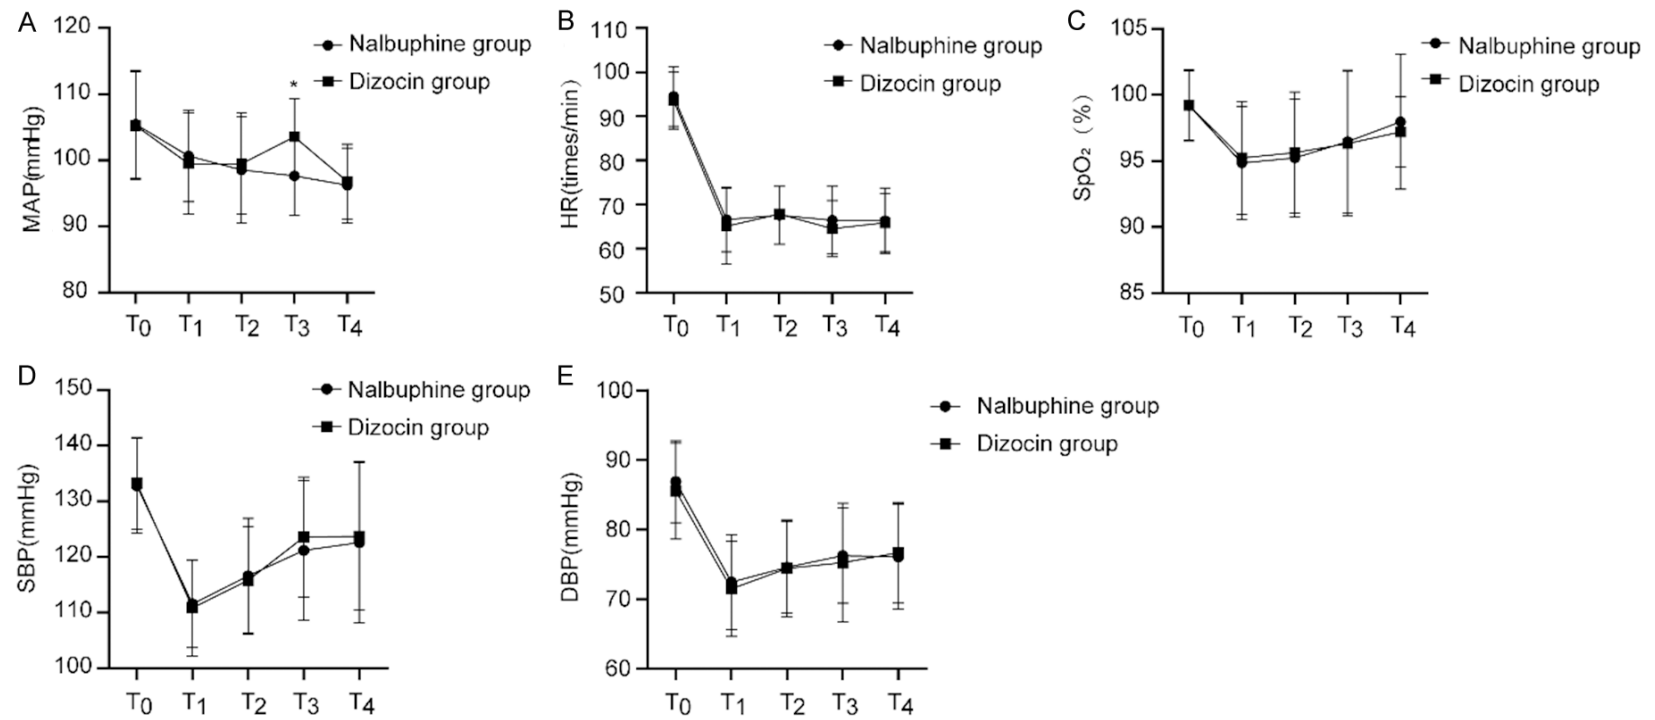 A
120
110
100
90
80
MAP(mmHg)
Nalbuphine group
Dizocin group
*
T0 T1 T2 T3 T4
B
110
100
90
80
70
60
50
HR(times/min)
Nalbuphine group
Dizocin group
T0 T1 T2 T3 T4
C
105
100
95
90
85
SpO₂ (%)
Nalbuphine group
Dizocin group
T0 T1 T2 T3 T4
D
150
140
130
120
110
100
SBP(mmHg)
Nalbuphine group
Dizocin group
T0 T1 T2 T3 T4
E
100
90
80
70
60
DBP(mmHg)
Nalbuphine group
Dizocin group
T0 T1 T2 T3 T4